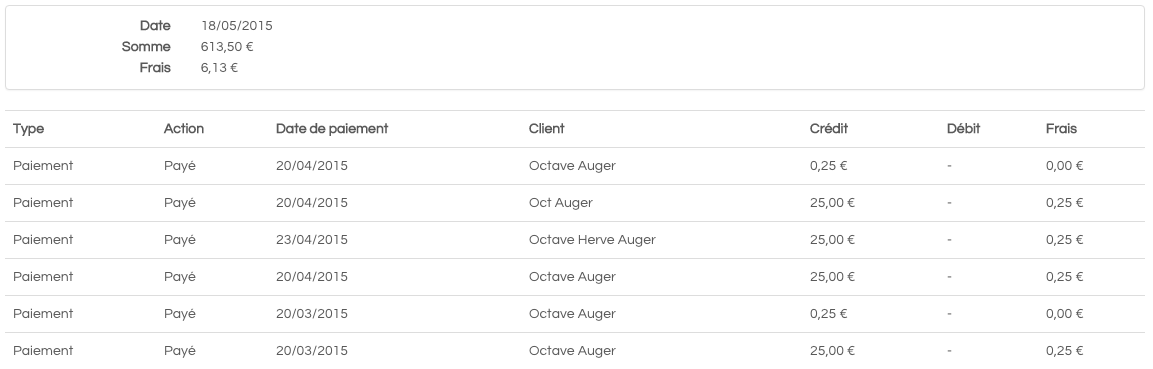 Date 18/05/2015
Somme 613,50 €
Frais 6,13 €
Type Action Date de paiement Client Crédit Débit Frais
Paiement Payé 20/04/2015 Octave Auger 0,25 € - 0,00 €
Paiement Payé 20/04/2015 Oct Auger 25,00 € - 0,25 €
Paiement Payé 23/04/2015 Octave Herve Auger 25,00 € - 0,25 €
Paiement Payé 20/04/2015 Octave Auger 25,00 € - 0,25 €
Paiement Payé 20/03/2015 Octave Auger 0,25 € - 0,00 €
Paiement Payé 20/03/2015 Octave Auger 25,00 € - 0,25 €